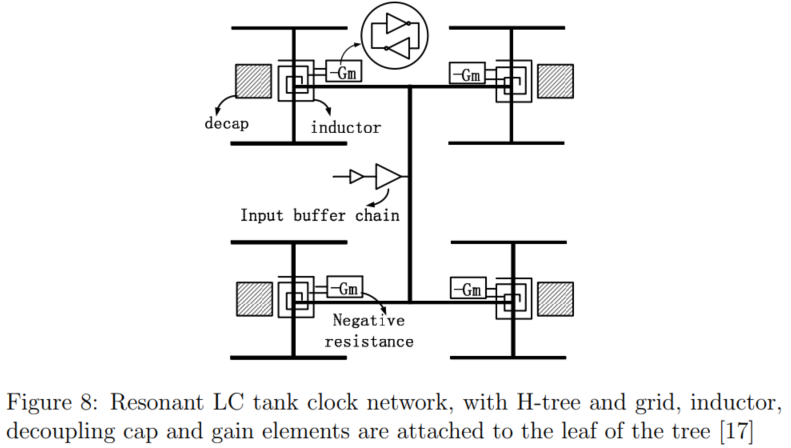 -Gm
-Gm
decap
inductor
Input buffer chain
-Gm
-Gm
Negative
resistance
Figure 8: Resonant LC tank clock network, with H-tree and grid, inductor,
decoupling cap and gain elements are attached to the leaf of the tree [17]